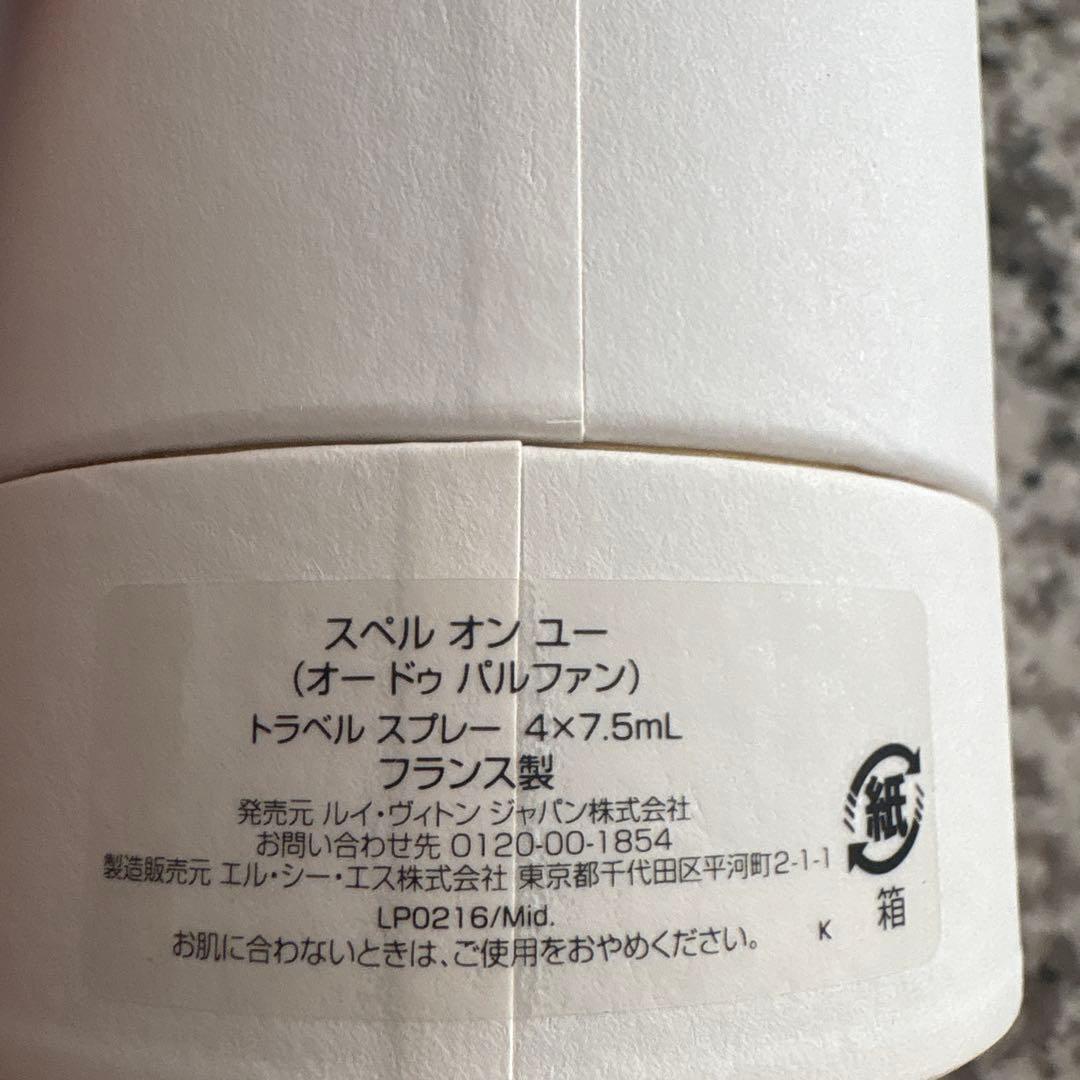 スペル オン ユー
(オー ドゥ パルファン)
トラベル スプレー 4×7.5mL
フランス製
発売元 ルイ・ヴィトン ジャパン株式会社
お問い合わせ先 0120-00-1854
製造販売元 エル・シー・エス株式会社 東京都千代田区平河町2-1-1
LP0216/Mid.
お肌に合わないときは、ご使用をおやめください。
K
紙
箱